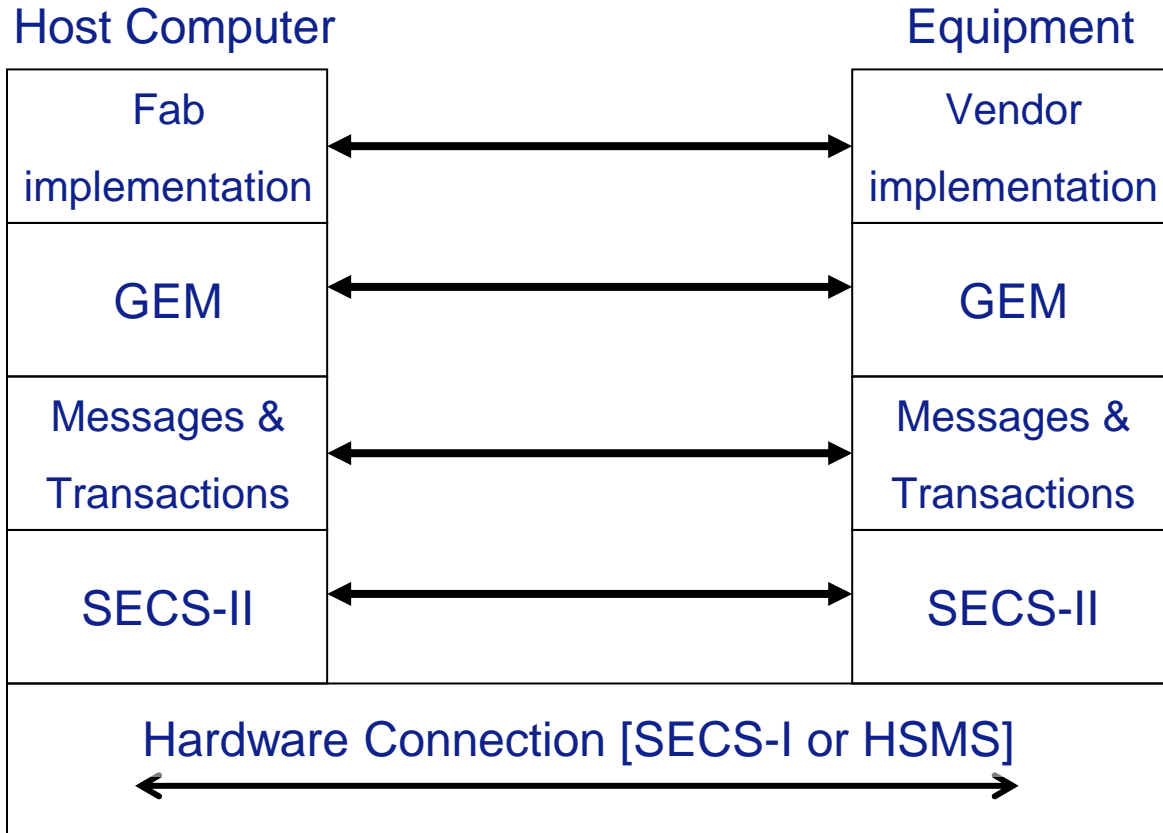 Host Computer
Equipment
Fab
implementation
Vendor
implementation
GEM
GEM
Messages &
Transactions
Messages &
Transactions
SECS-II
SECS-II
Hardware Connection [SECS-I or HSMS]